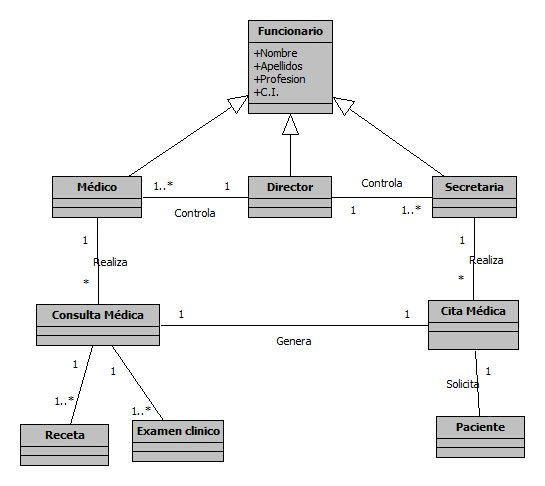 Funcionario
+Nombre
+Apellidos
+Profesion
+C.I.
Médico
1..*
1
Director
Controla
Secretaria
Controla
1
1..*
1
Realiza
*
1
Realiza
*
Consulta Médica
1
1
Cita Médica
Genera
1
1
1
Solicita
1..*
1..*
Receta
Examen clinico
Paciente